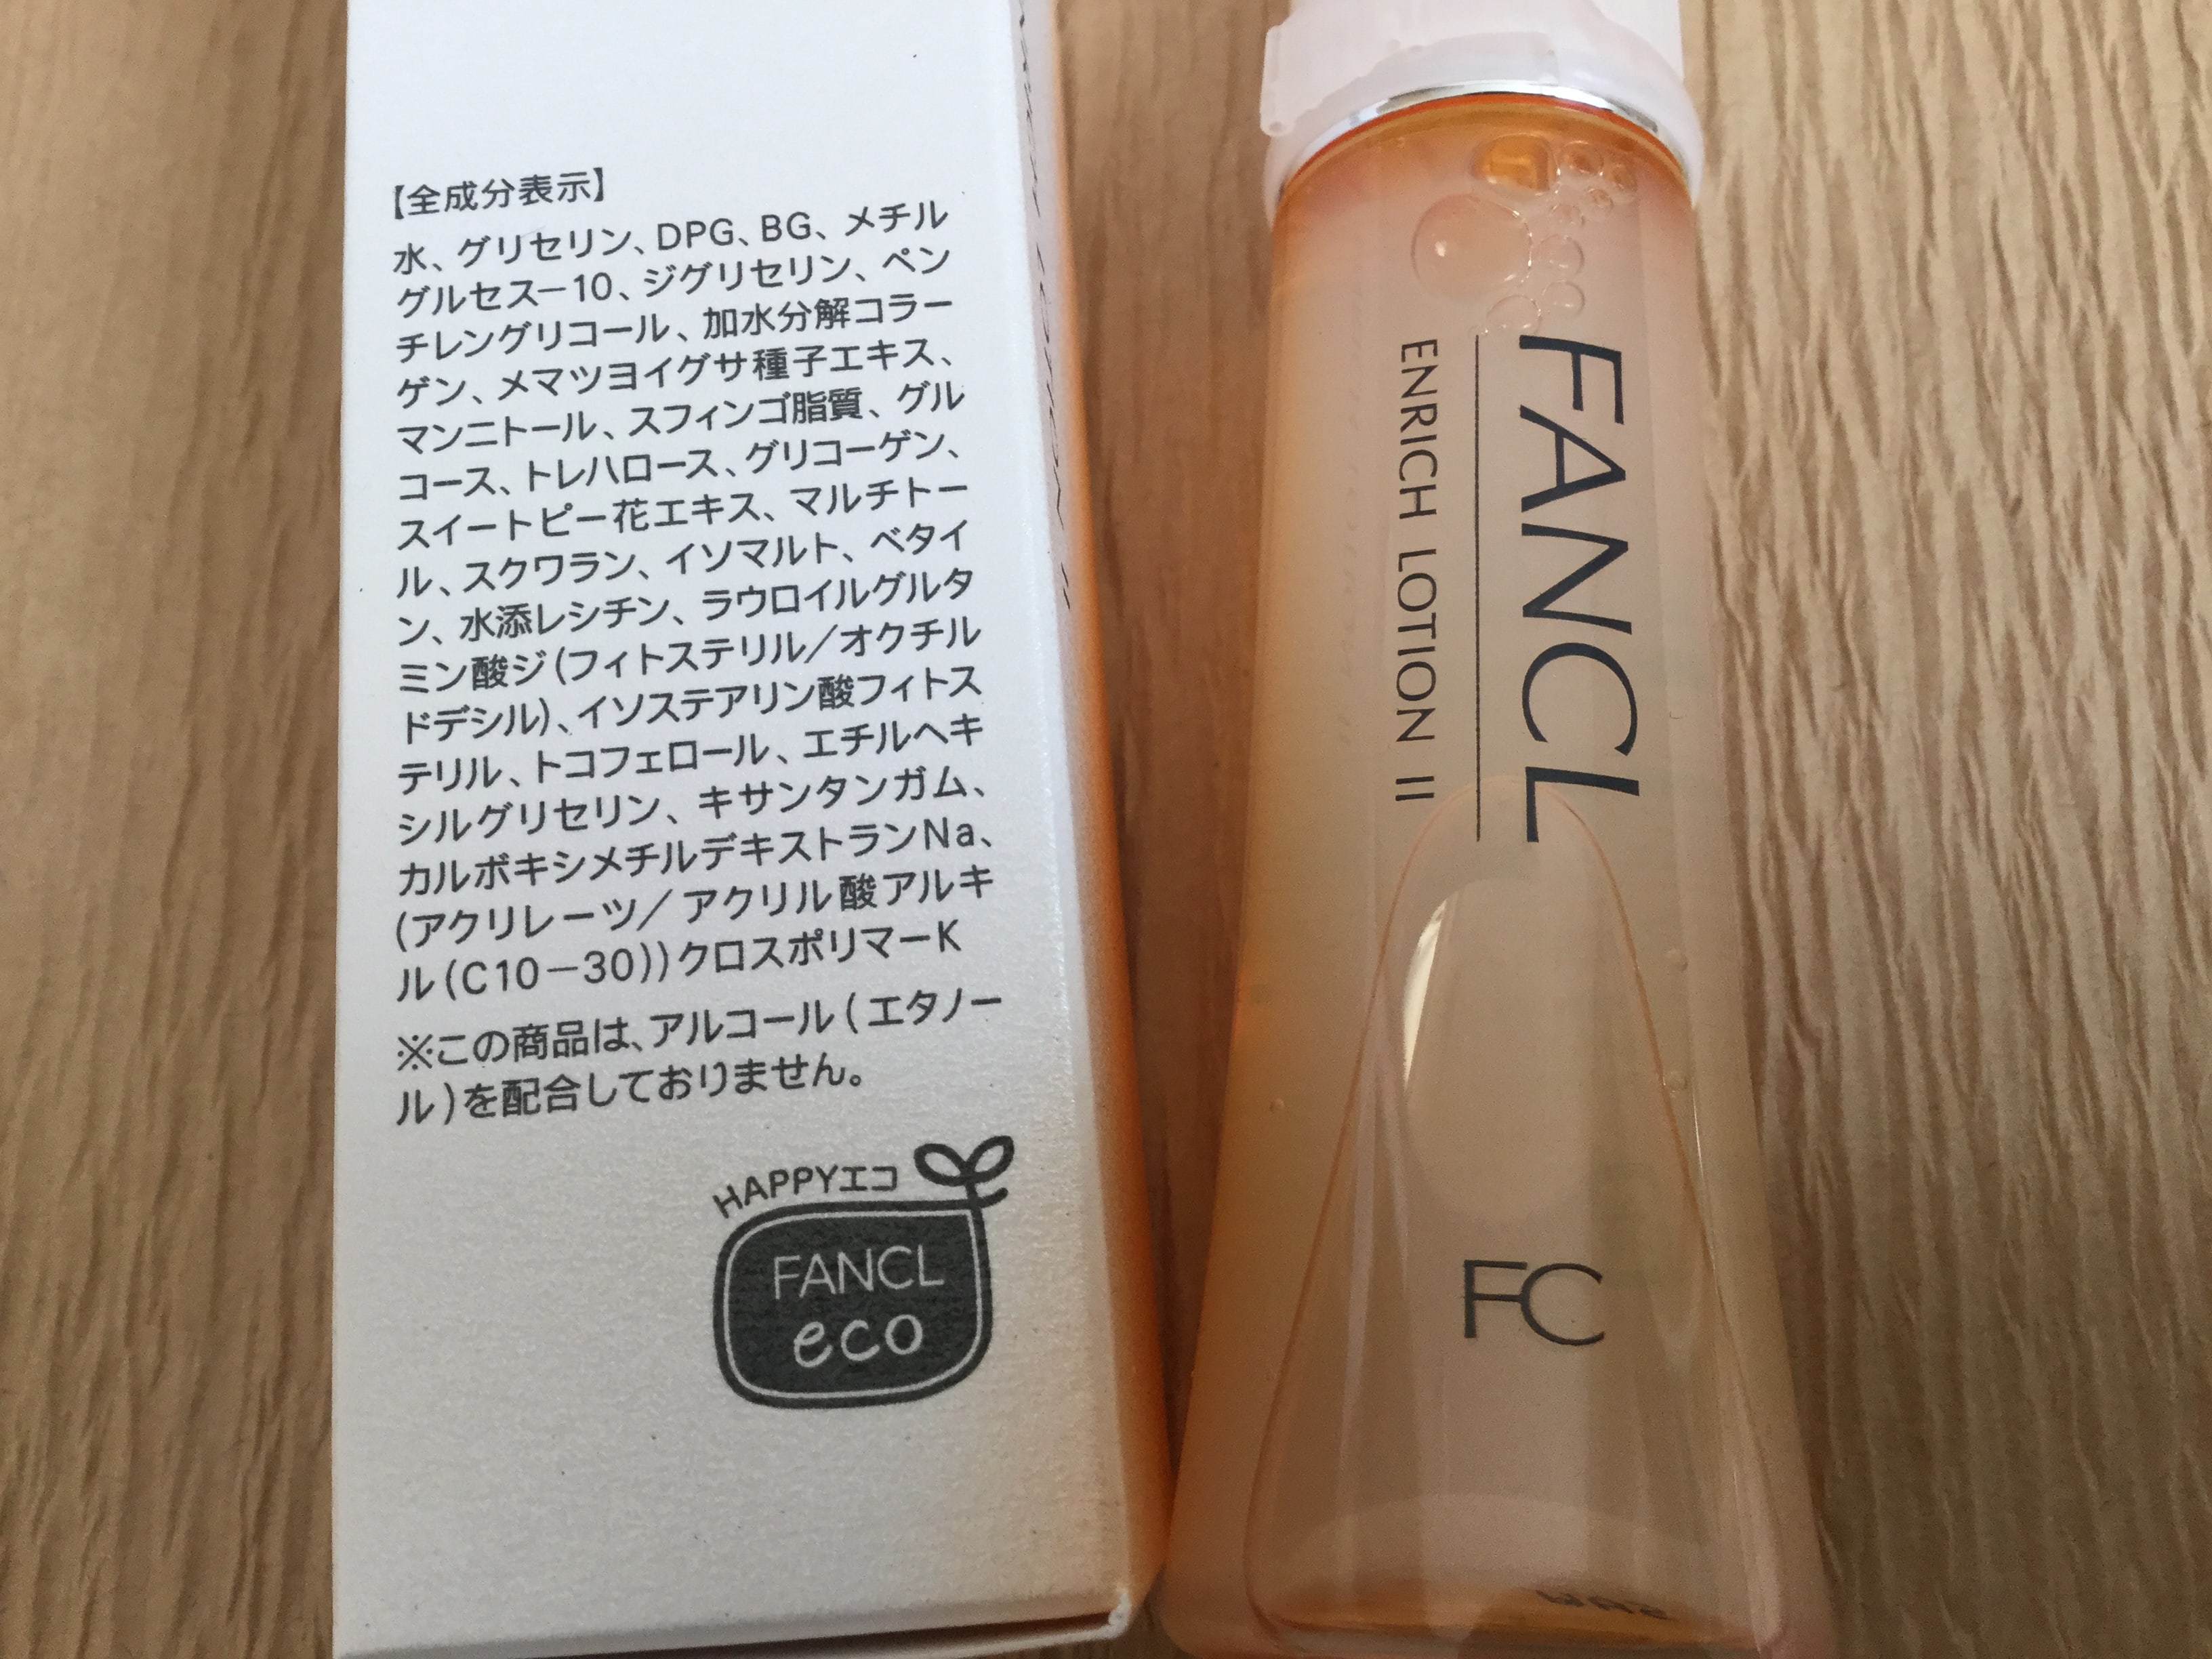 【全成分表示】
水、グリセリン、DPG、BG、メチル
グルセス－10、ジグリセリン、ペン
チレングリコール、加水分解コラー
ゲン、メマツヨイグサ種子エキス、
マンニトール、スフィンゴ脂質、グル
コース、トレハロース、グリコーゲン、
スイートピー花エキス、マルチトー
ル、スクワラン、イソマルト、ベタイ
ン、水添レシチン、ラウロイルグルタ
ミン酸ジ(フィトステリル／オクチル
ドデシル)、イソステアリン酸フィトス
テリル、トコフェロール、エチルヘキ
シルグリセリン、キサンタンガム、
カルボキシメチルデキストランNa、
(アクリレーツ／アクリル酸アルキ
ル(C10－30))クロスポリマーK
※この商品は、アルコール(エタノー
ル)を配合しておりません。
HAPPYエコ
FANCL
eco
FANCL
ENRICH LOTION II
FC